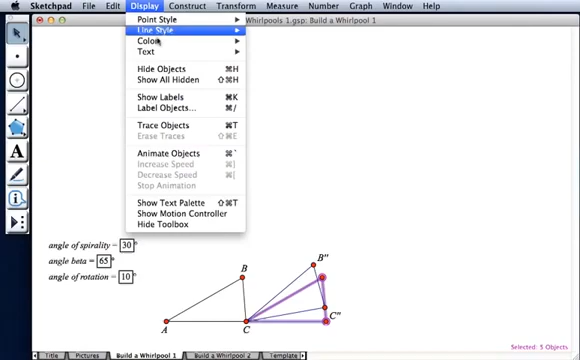 Sketchpad File Edit Display Construct Transform Measure Number Graph Window Help
Whirlpools 1.gsp: Build a Whirlpool 1
Point Style
Line Style
Color
Text
Hide Objects ⌘H
Show All Hidden ⇧⌘H
Show Labels ⌘K
Label Objects... ⌘/
Trace Objects ⌘T
Erase Traces ⇧⌘E
Animate Objects ⌘`
Increase Speed ⌘]
Decrease Speed ⌘[
Stop Animation
Show Text Palette ⇧⌘T
Show Motion Controller
Hide Toolbox
A
angle of spirality = 30°
angle beta = 65°
angle of rotation = 10°
B"
B
C"
A
C
Selected: 5 Objects
Title Pictures Build a Whirlpool 1 Build a Whirlpool 2 Template